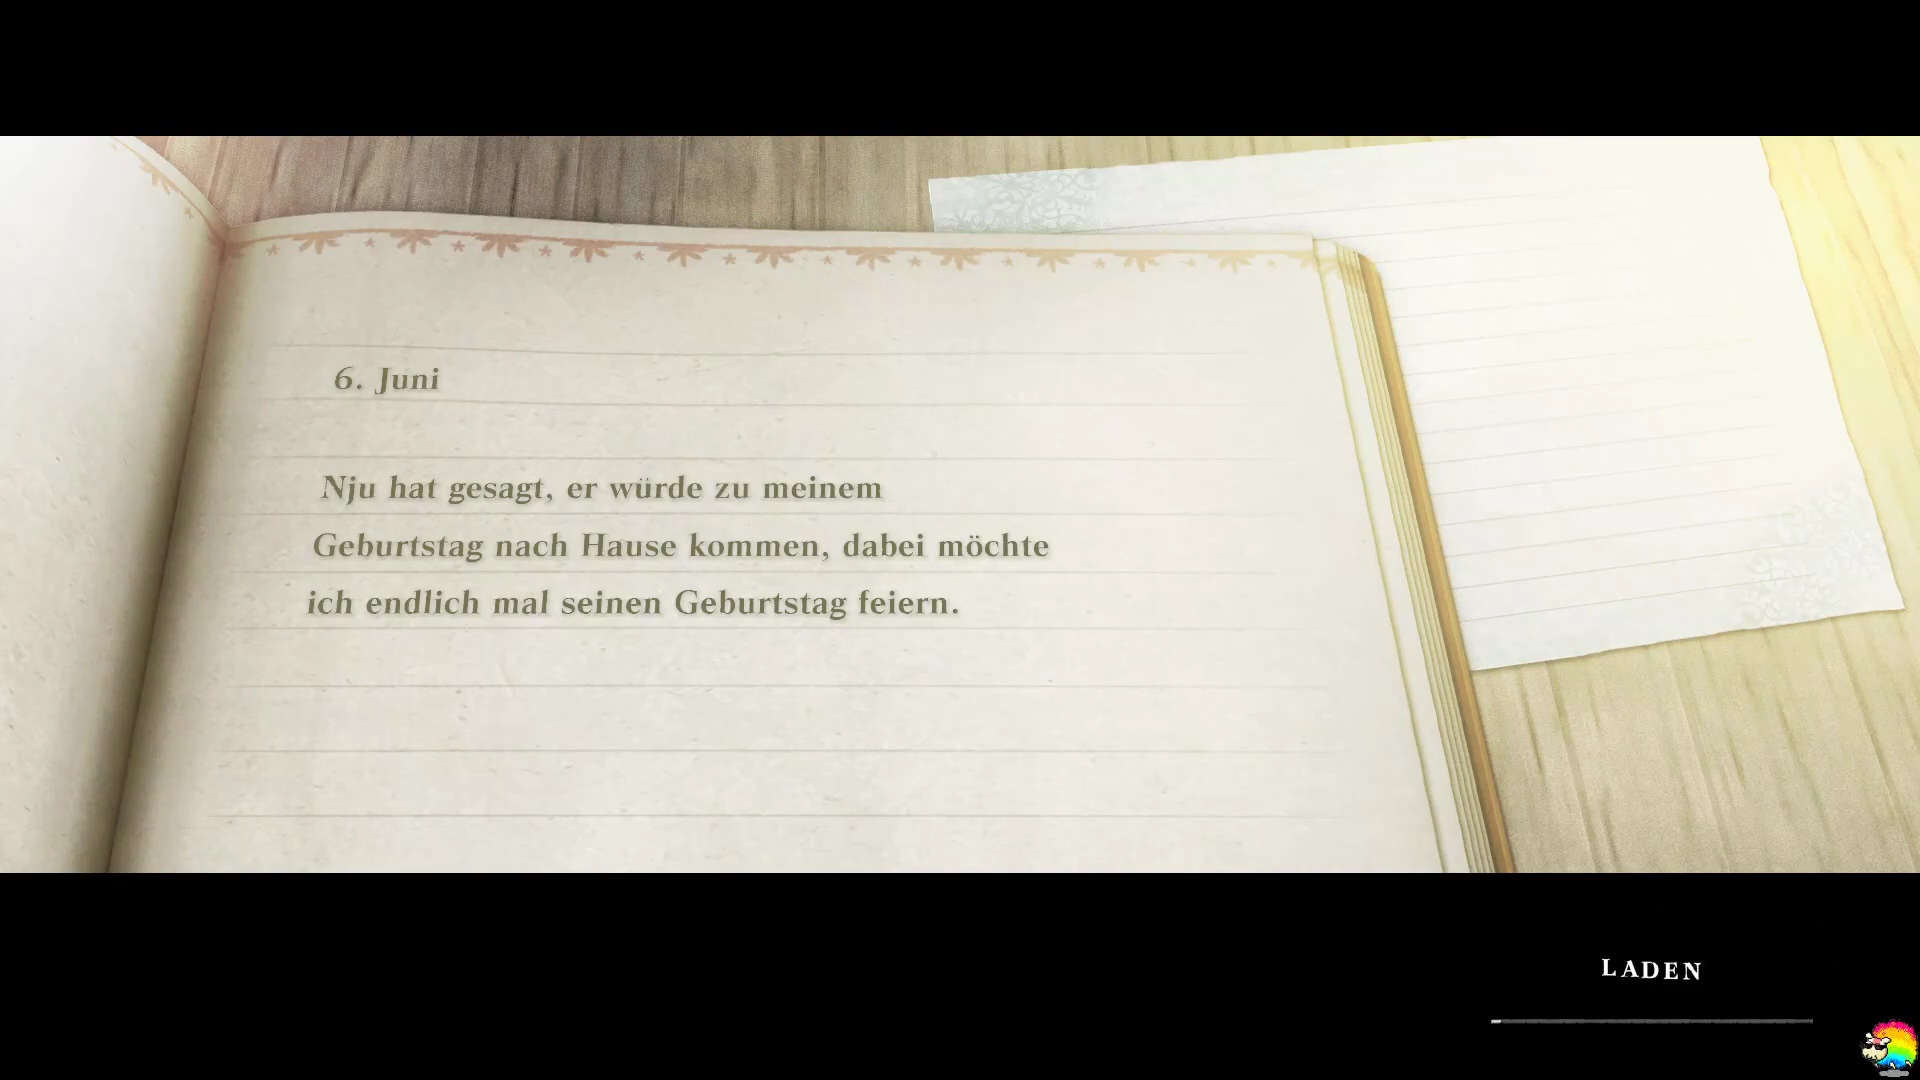 6. Juni
Nju hat gesagt, er würde zu meinem
Geburtstag nach Hause kommen, dabei möchte
ich endlich mal seinen Geburtstag feiern.
LADEN